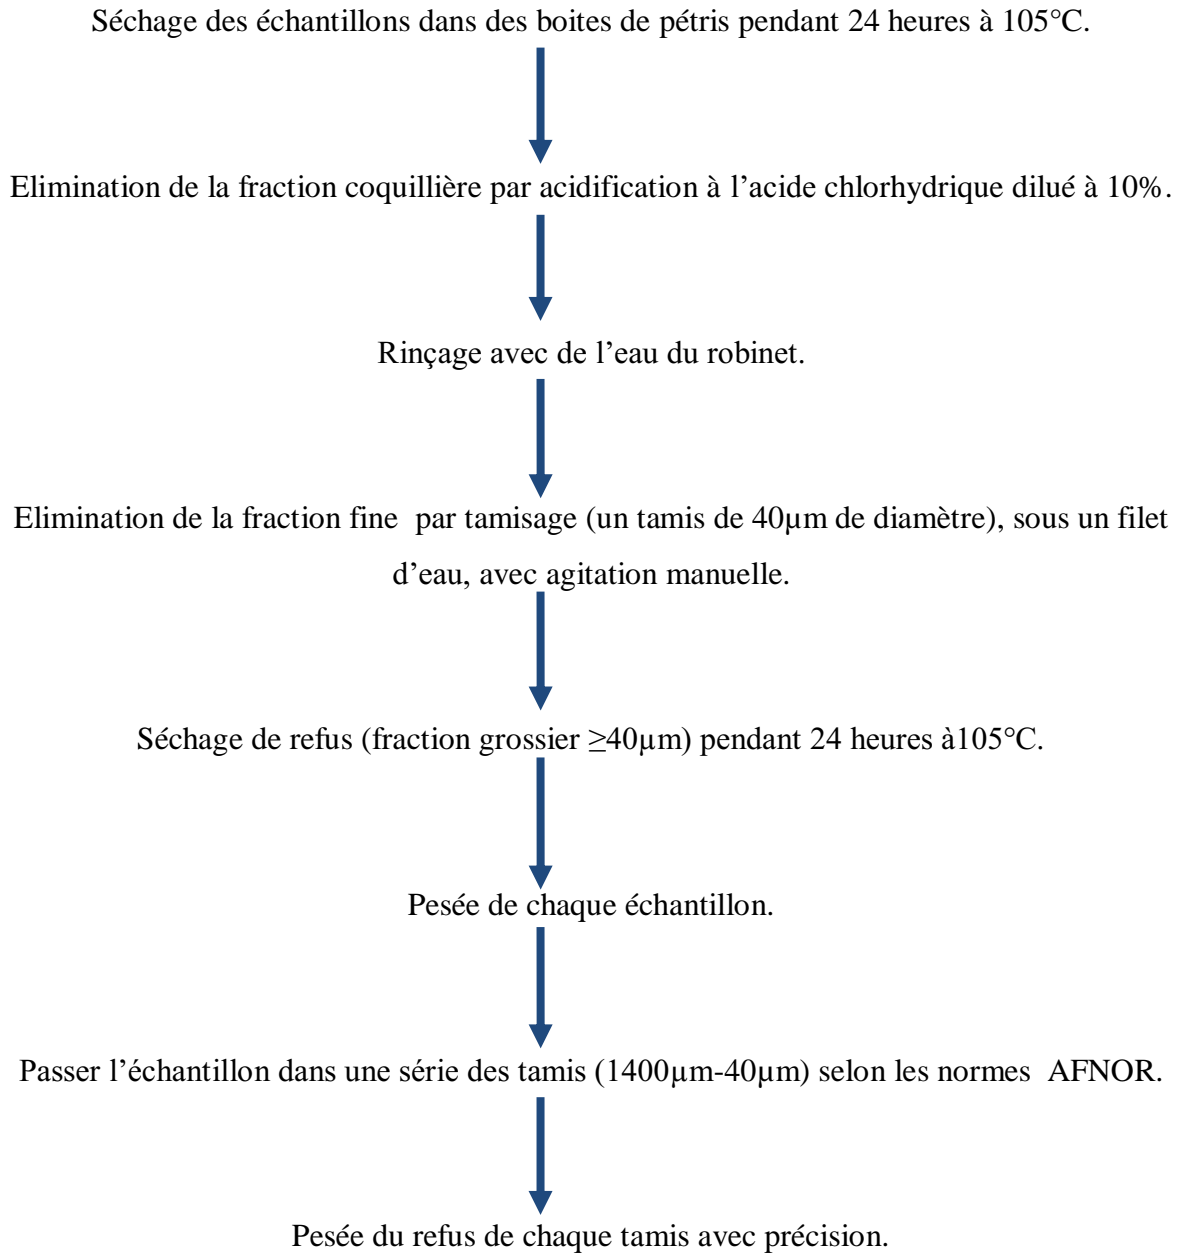 Séchage des échantillons dans des boites de pétris pendant 24 heures à 105°C.
Elimination de la fraction coquillière par acidification à l’acide chlorhydrique dilué à 10%.
Rinçage avec de l’eau du robinet.
Elimination de la fraction fine  par tamisage (un tamis de 40µm de diamètre), sous un filet
d’eau, avec agitation manuelle.
Séchage de refus (fraction grossier ≥40µm) pendant 24 heures à105°C.
Pesée de chaque échantillon.
Passer l’échantillon dans une série des tamis (1400µm-40µm) selon les normes  AFNOR.
Pesée du refus de chaque tamis avec précision.